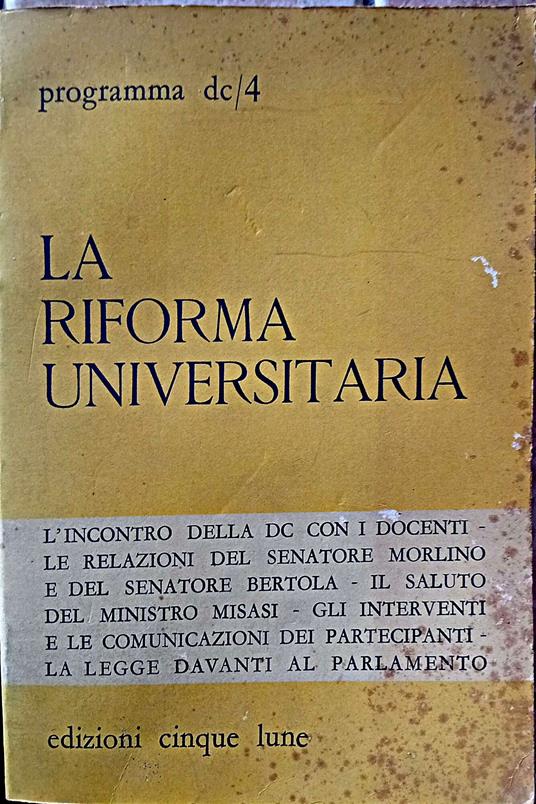 programma dc/4
LA
RIFORMA
UNIVERSITARIA
L'INCONTRO DELLA DC CON I DOCENTI -
LE RELAZIONI DEL SENATORE MORLINO
E DEL SENATORE BERTOLA - IL SALUTO
DEL MINISTRO MISASI - GLI INTERVENTI
E LE COMUNICAZIONI DEI PARTECIPANTI -
LA LEGGE DAVANTI AL PARLAMENTO
edizioni cinque lune